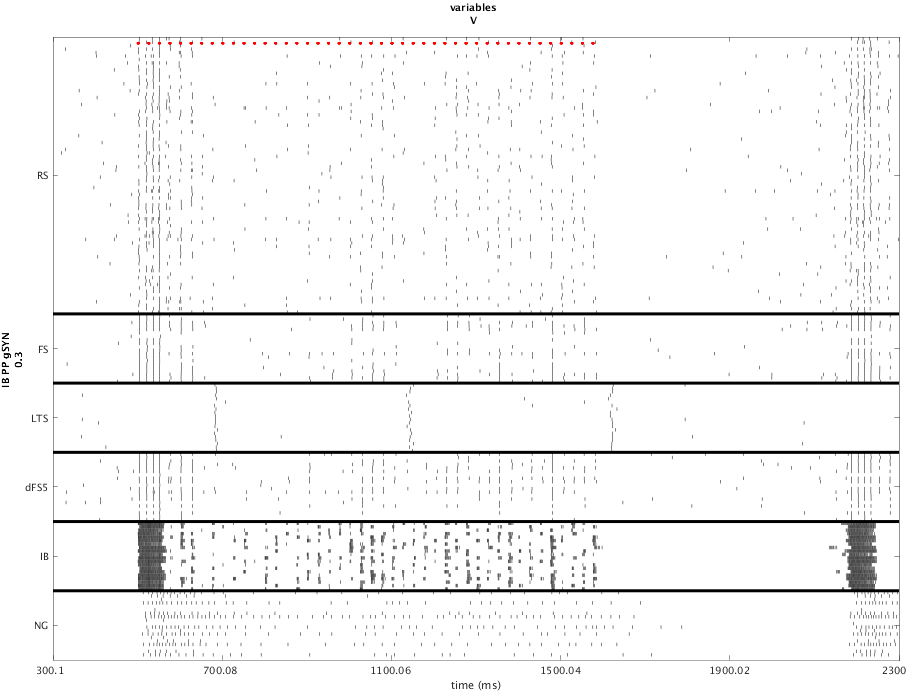 variables
V
IB PP gSYN
0.3
RS
FS
LTS
dFS5
IB
NG
300.1
700.08
1100.06
1500.04
1900.02
2300
time (ms)